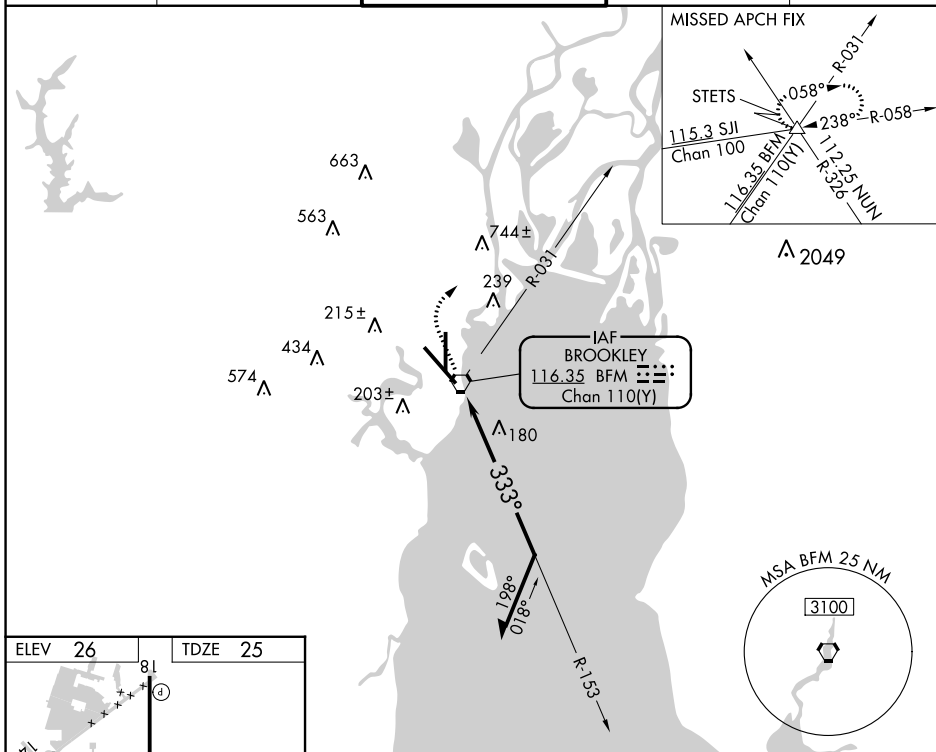 MISSED APCH FIX
R-031
STETS
058°
238°
R-058
115.3 SJI
Chan 100
116.35 BFM
Chan 110(Y)
112.25 NUN
R-326
2049
663
563
744±
R-031
239
215±
434
574
203±
IAF
BROOKLEY
116.35 BFM
Chan 110(Y)
180
333°
198°
018°
R-153
MSA BFM 25 NM
3100
ELEV 26
TDZE 25
18
P